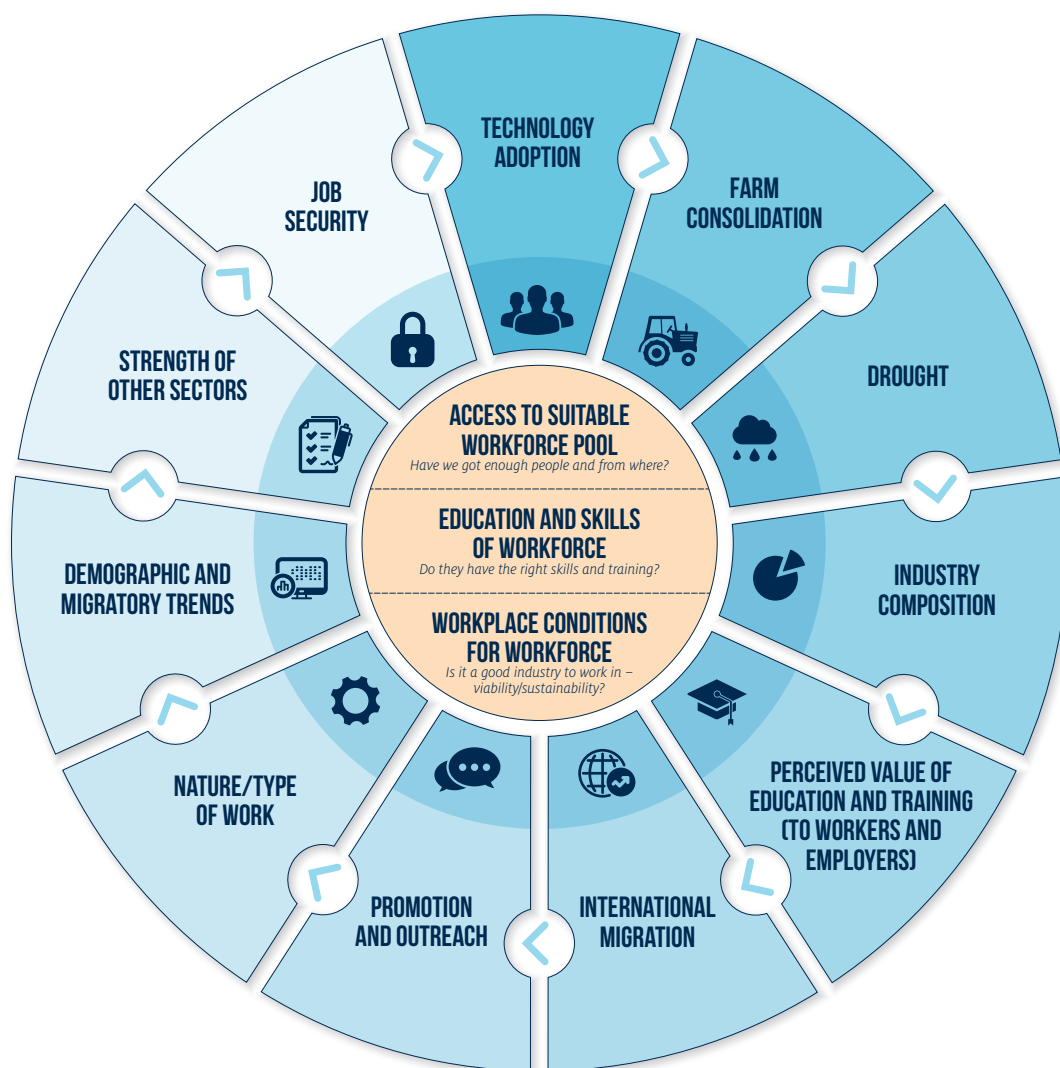 TECHNOLOGY
ADOPTION
FARM
CONSOLIDATION
DROUGHT
INDUSTRY
COMPOSITION
PERCEIVED VALUE OF
EDUCATION AND TRAINING
(TO WORKERS AND
EMPLOYERS)
INTERNATIONAL
MIGRATION
PROMOTION
AND OUTREACH
NATURE/TYPE
OF WORK
DEMOGRAPHIC AND
MIGRATORY TRENDS
STRENGTH OF
OTHER SECTORS
JOB
SECURITY
ACCESS TO SUITABLE
WORKFORCE POOL
Have we got enough people and from where?
EDUCATION AND SKILLS
OF WORKFORCE
Do they have the right skills and training?
WORKPLACE CONDITIONS
FOR WORKFORCE
Is it a good industry to work in –
viability/sustainability?